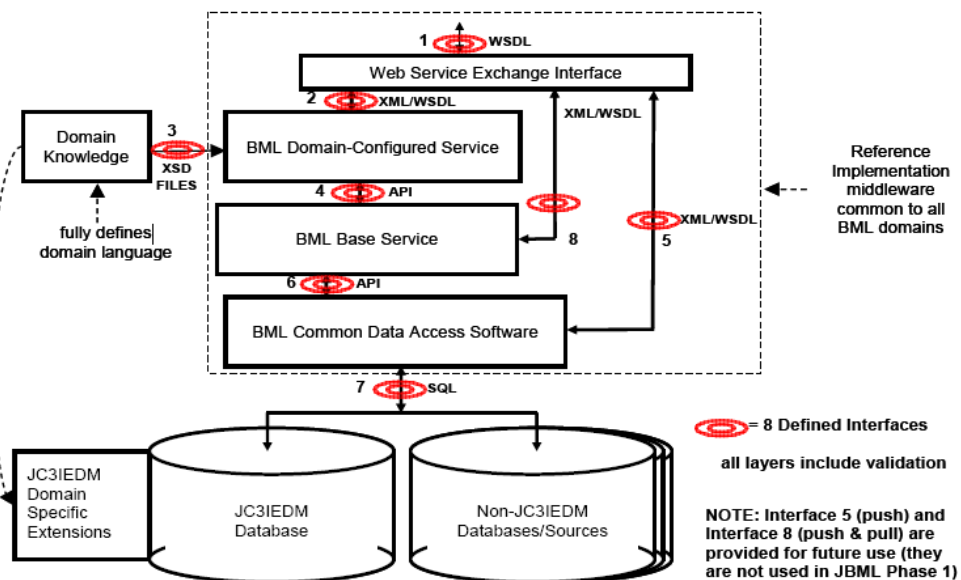 1
WSDL
Web Service Exchange Interface
2
XML/WSDL
XML/WSDL
Domain
Knowledge
3
XSD
FILES
BML Domain-Configured Service
Reference
Implementation
middleware
common to all
BML domains
4
API
fully defines
domain language
BML Base Service
8
5
XML/WSDL
6
API
BML Common Data Access Software
7
SQL
= 8 Defined Interfaces
all layers include validation
JC3IEDM
Domain
Specific
Extensions
JC3IEDM
Database
Non-JC3IEDM
Databases/Sources
NOTE: Interface 5 (push) and
Interface 8 (push & pull) are
provided for future use (they
are not used in JBML Phase 1)